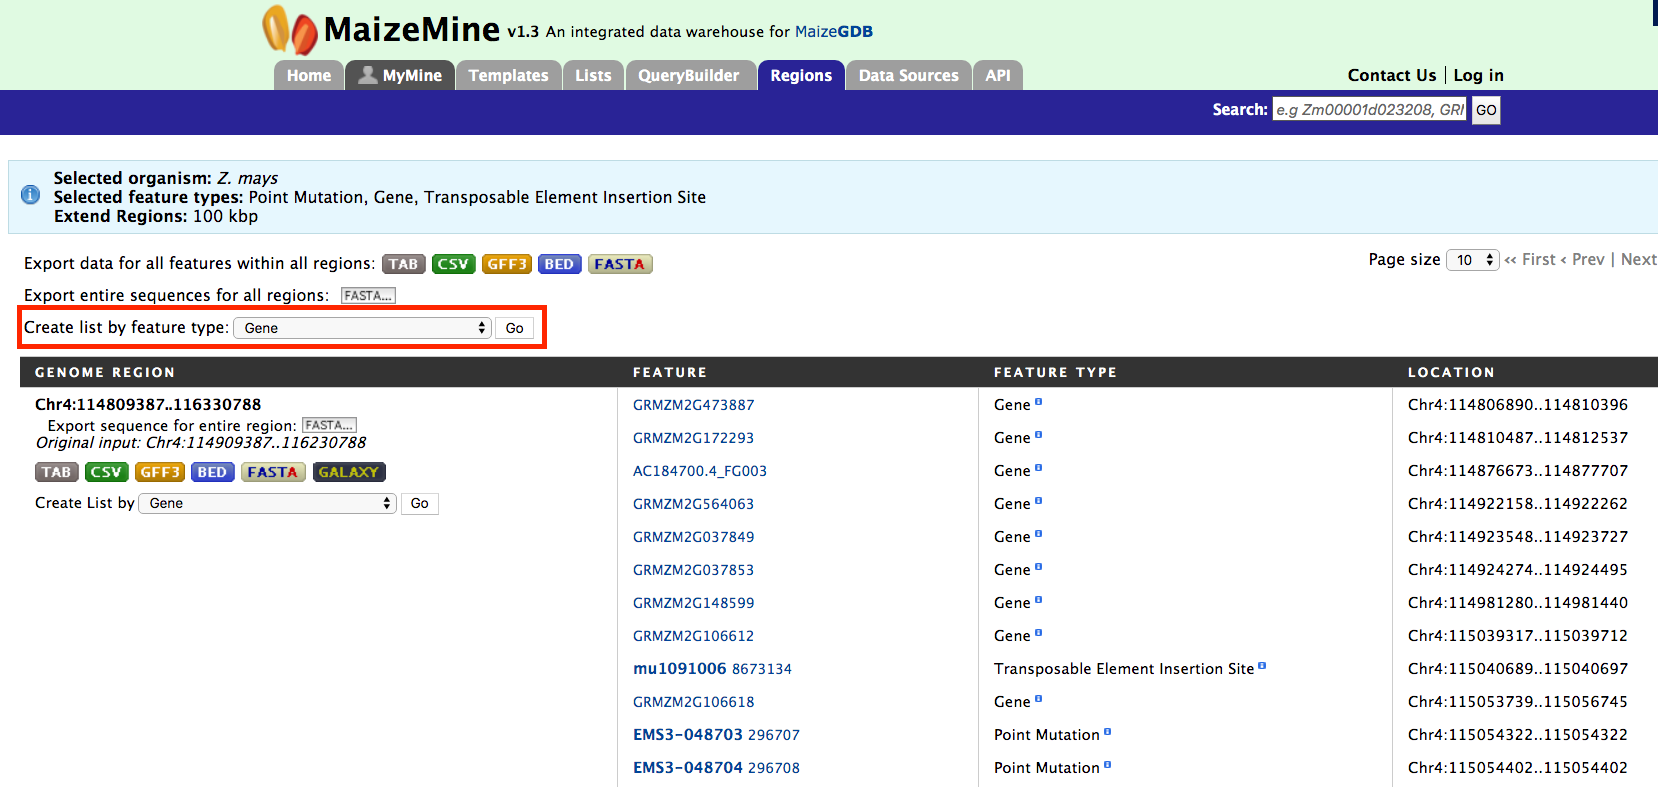 MaizeMine v1.3 An integrated data warehouse for MaizeGDB
Home MyMine Templates Lists QueryBuilder Regions Data Sources API Contact Us | Log in
Search: e.g Zm00001d023208, GRI GO
Selected organism: Z. mays
Selected feature types: Point Mutation, Gene, Transposable Element Insertion Site
Extend Regions: 100 kbp
Export data for all features within all regions: TAB CSV GFF3 BED FASTA Page size 10 << First < Prev | Next
Export entire sequences for all regions: FASTA...
Create list by feature type: Gene Go
GENOME REGION FEATURE FEATURE TYPE LOCATION
Chr4:114809387..116330788
Export sequence for entire region: FASTA...
Original input: Chr4:114909387..116230788
TAB CSV GFF3 BED FASTA GALAXY
Create List by Gene Go
GRMZM2G473887 Gene Chr4:114806890..114810396
GRMZM2G172293 Gene Chr4:114810487..114812537
AC184700.4_FG003 Gene Chr4:114876673..114877707
GRMZM2G564063 Gene Chr4:114922158..114922262
GRMZM2G037849 Gene Chr4:114923548..114923727
GRMZM2G037853 Gene Chr4:114924274..114924495
GRMZM2G148599 Gene Chr4:114981280..114981440
GRMZM2G106612 Gene Chr4:115039317..115039712
mu1091006 8673134 Transposable Element Insertion Site Chr4:115040689..115040697
GRMZM2G106618 Gene Chr4:115053739..115056745
EMS3-048703 296707 Point Mutation Chr4:115054322..115054322
EMS3-048704 296708 Point Mutation Chr4:115054402..115054402